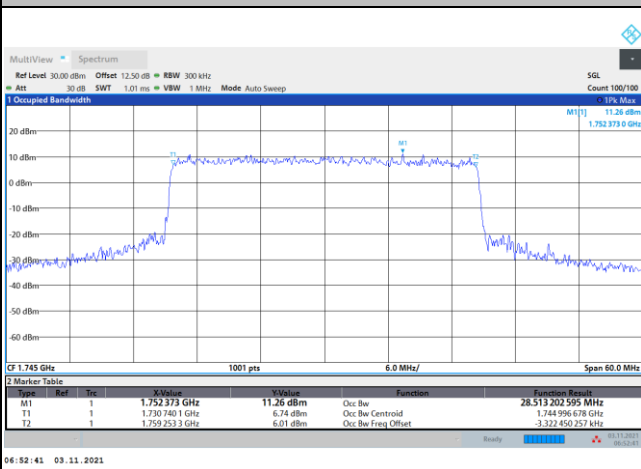 MultiView Spectrum
Ref Level 30.00 dBm Offset 12.50 dB RBW 300 kHz SGL
Att 30 dB SWT 1.01 ms VBW 1 MHz Mode Auto Sweep Count 100/100
1 Occupied Bandwidth 1Pk Max
M1[1] 11.26 dBm
1.752 373 0 GHz
20 dBm
M1
T1
10 dBm
T2
0 dBm
-10 dBm
-20 dBm
-30 dBm
-40 dBm
-50 dBm
-60 dBm
CF 1.745 GHz 1001 pts 6.0 MHz/ Span 60.0 MHz
2 Marker Table
Type Ref Trc X-Value Y-Value Function Function Result
M1 1 1.752 373 GHz 11.26 dBm Occ Bw 28.513 202 595 MHz
T1 1 1.730 740 1 GHz 6.74 dBm Occ Bw Centroid 1.744 996 678 GHz
T2 1 1.759 253 3 GHz 6.01 dBm Occ Bw Freq Offset -3.322 450 257 kHz
Ready 03.11.2021
06:52:41
06:52:41 03.11.2021